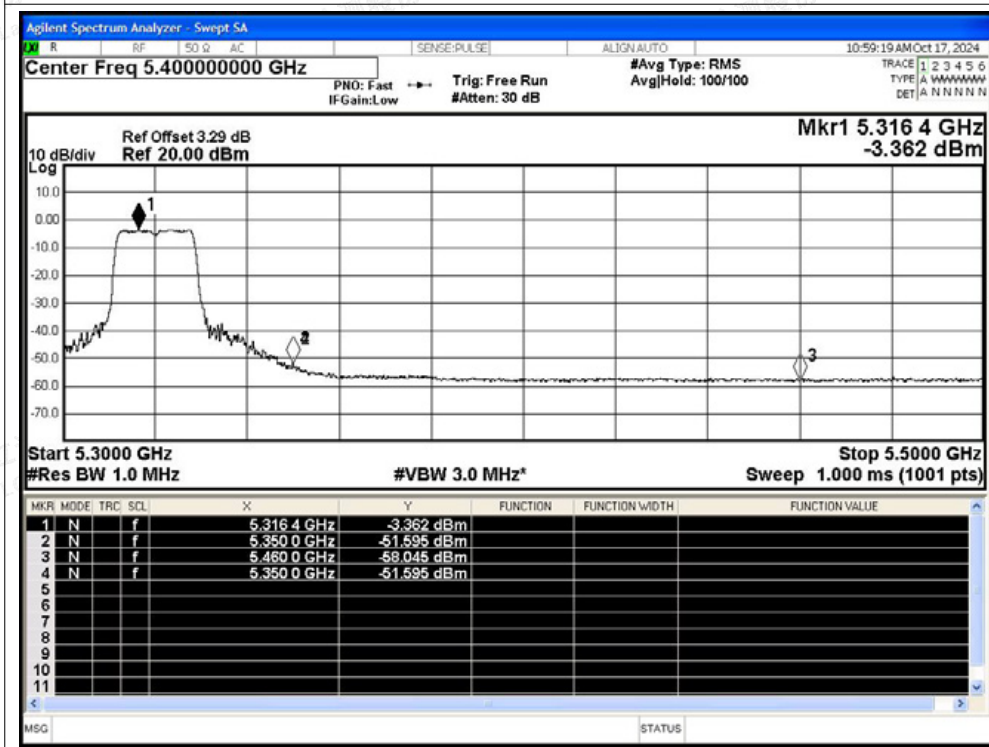 Agilent Spectrum Analyzer - Swept SA
R RF 50 Ω AC SENSE:PULSE ALIGN AUTO 10:59:19 AM Oct 17, 2024
Center Freq 5.400000000 GHz
PNO: Fast Trig: Free Run #Avg Type: RMS TRACE 1 2 3 4 5 6
IFGain:Low #Atten: 30 dB Avg|Hold: 100/100 TYPE A WWWWW
DET A N N N N N
Ref Offset 3.29 dB Mkr1 5.316 4 GHz
10 dB/div Ref 20.00 dBm -3.362 dBm
Log
10.0
0.00
-10.0
-20.0
-30.0
-40.0
-50.0
-60.0
-70.0
1
3
Start 5.3000 GHz Stop 5.5000 GHz
#Res BW 1.0 MHz #VBW 3.0 MHz* Sweep 1.000 ms (1001 pts)
MKR MODE TRC SCL X Y FUNCTION FUNCTION WIDTH FUNCTION VALUE
1 N f 5.316 4 GHz -3.362 dBm
2 N f 5.350 0 GHz -51.595 dBm
3 N f 5.460 0 GHz -58.045 dBm
4 N f 5.350 0 GHz -51.595 dBm
5
6
7
8
9
10
11
MSG STATUS